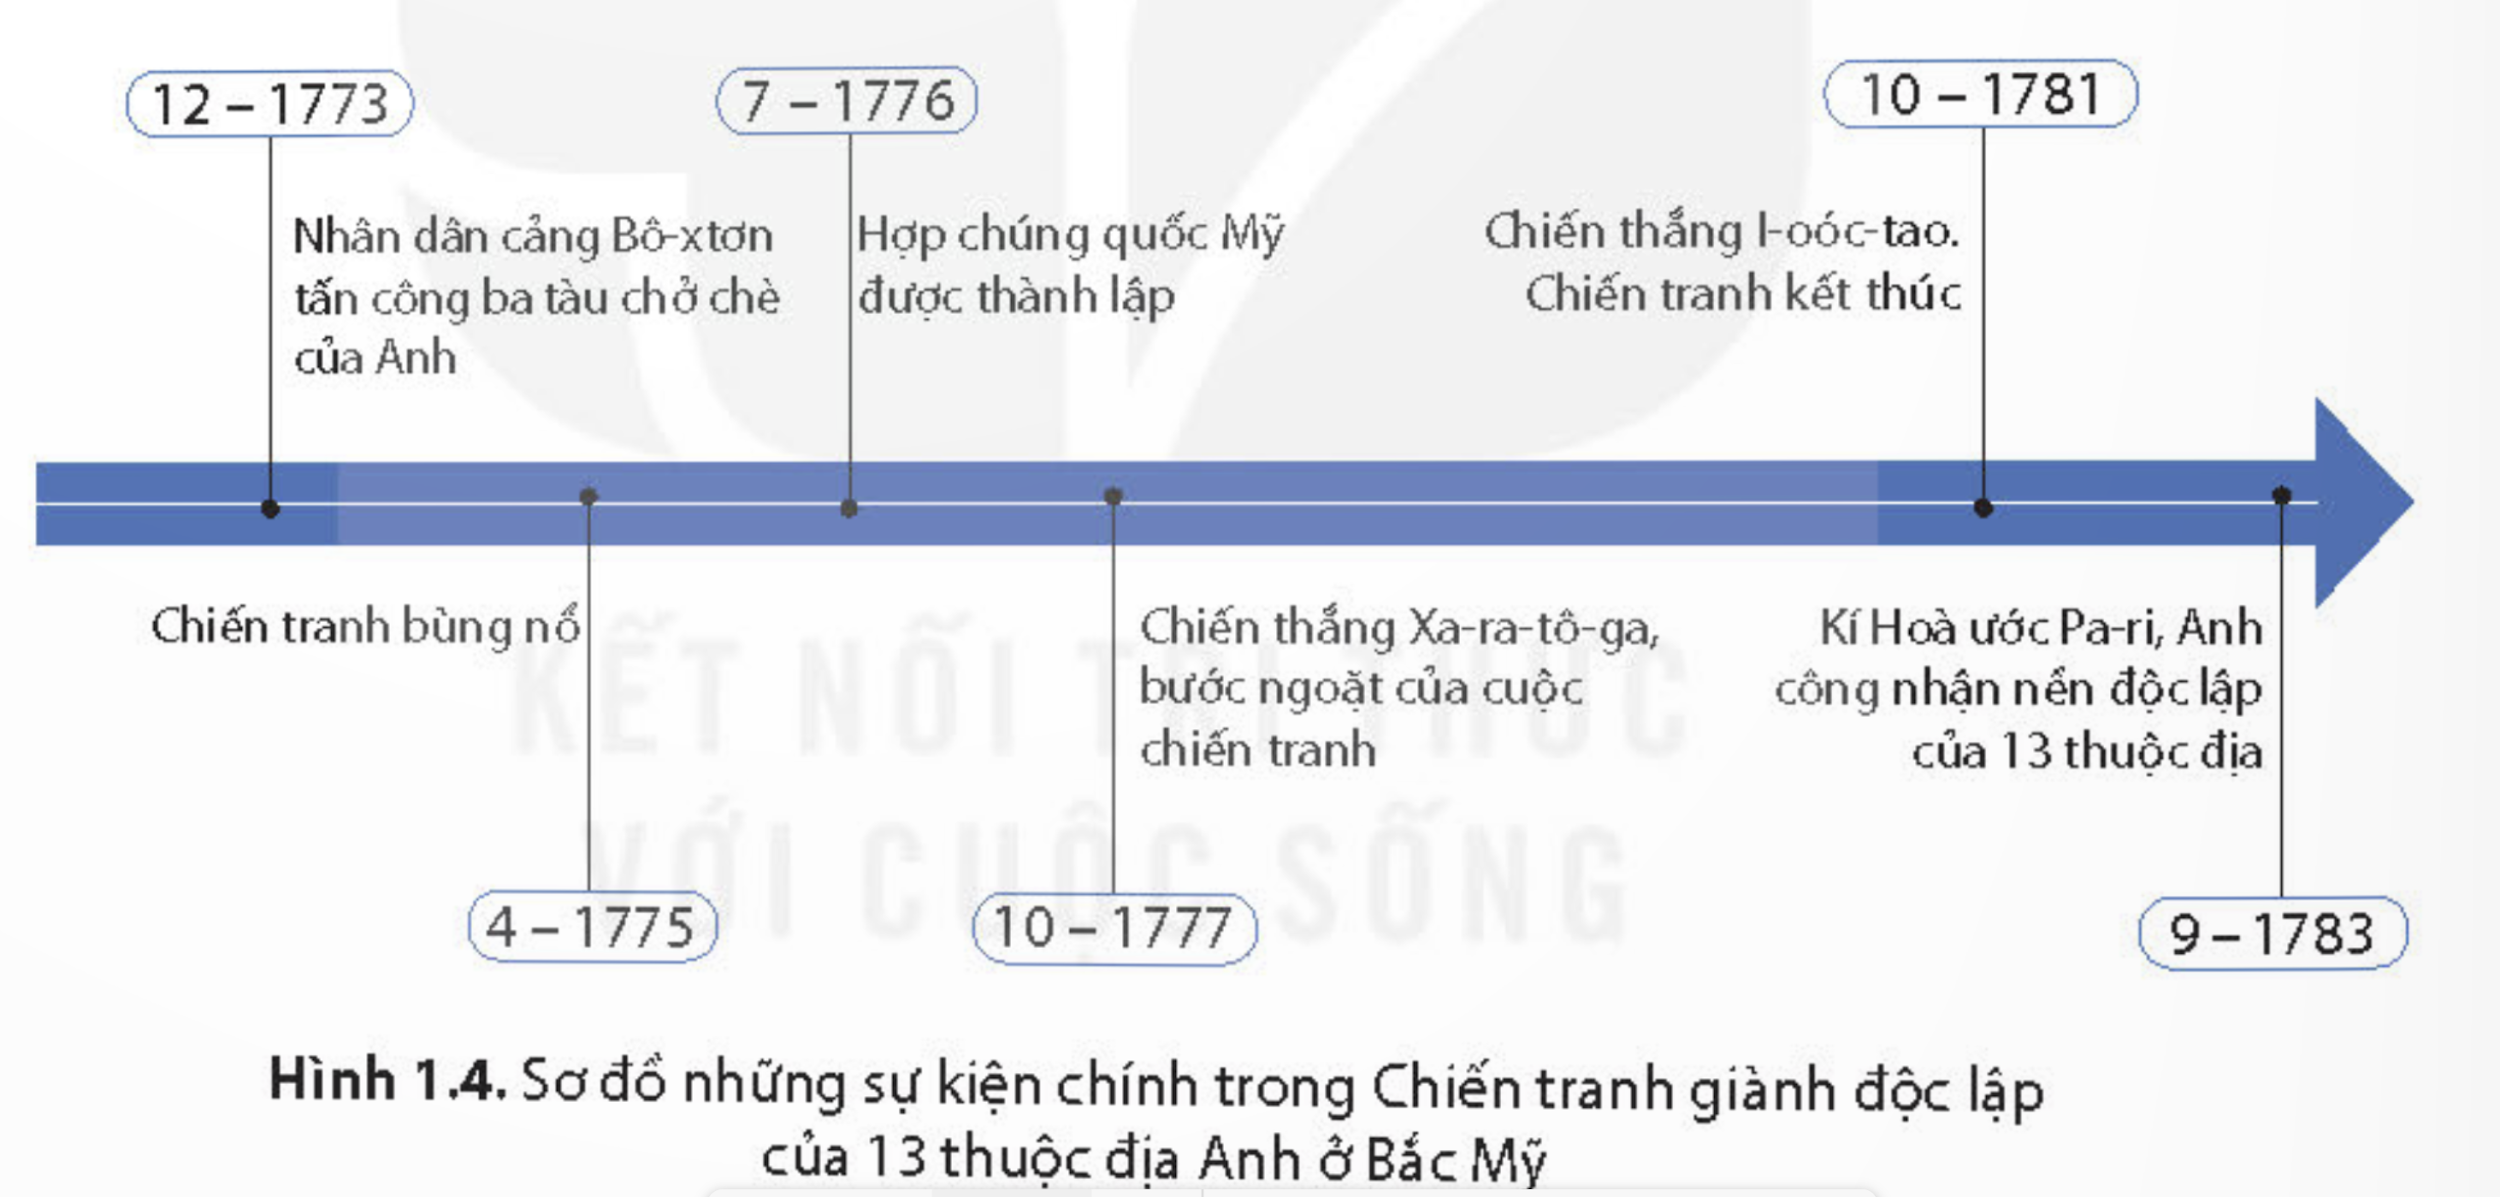 12 – 1773
Nhân dân cảng Bô-xtơn
tấn công ba tàu chở chè
của Anh
7 – 1776
Hợp chúng quốc Mỹ
được thành lập
10 – 1781
Chiến thắng I-oóc-tao.
Chiến tranh kết thúc
Chiến tranh bùng nổ
4 – 1775
Chiến thắng Xa-ra-tô-ga,
bước ngoặt của cuộc
chiến tranh
10 – 1777
Kí Hoà ước Pa-ri, Anh
công nhận nền độc lập
của 13 thuộc địa
9 – 1783
KẾT NỐI TRI THỨC
VỚI CUỘC SỐNG
Hình 1.4. Sơ đồ những sự kiện chính trong Chiến tranh giành độc lập
của 13 thuộc địa Anh ở Bắc Mỹ